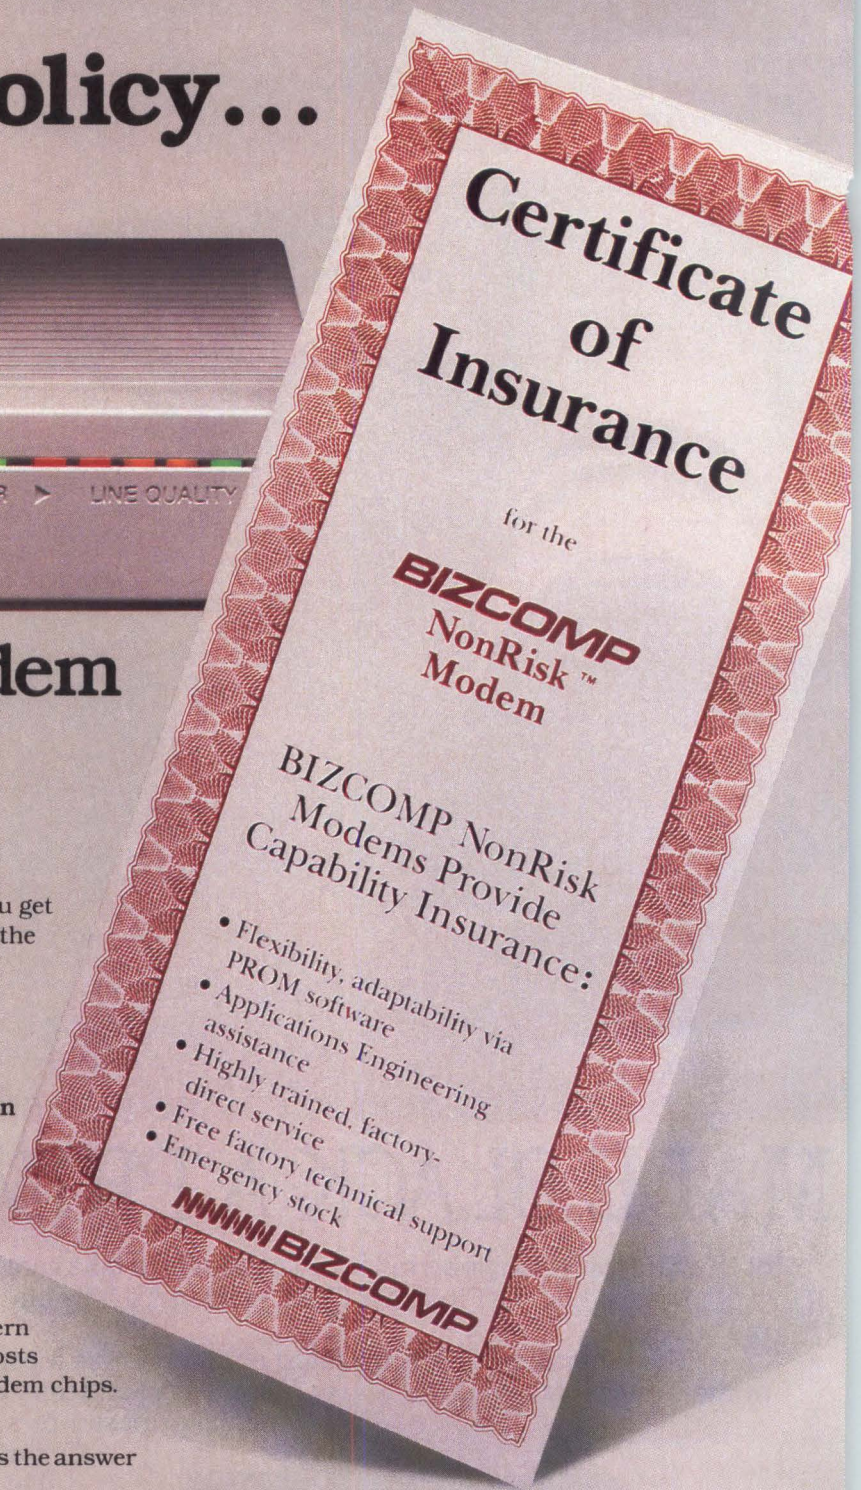 olicy...
R ➤ LINE QUALITY
dem
u get
the
n
ern
osts
dem chips.
s the answer
Certificate
of
Insurance
for the
BIZCOMP
NonRisk ™
Modem
BIZCOMP NonRisk
Modems Provide
Capability Insurance:
• Flexibility, adaptability via
PROM software
• Applications Engineering
assistance
• Highly trained, factory-
direct service
• Free factory technical support
• Emergency stock
BIZCOMP